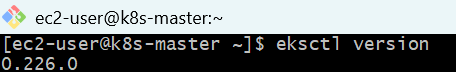 ec2-user@k8s-master:~
[ec2-user@k8s-master ~]$ eksctl version
0.226.0